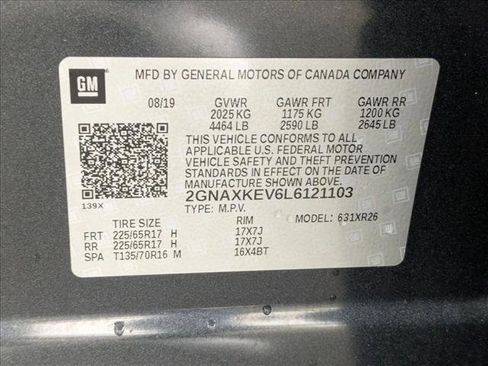 GM
MFD BY GENERAL MOTORS OF CANADA COMPANY
08/19 GVWR GAWR FRT GAWR RR
2025 KG 1175 KG 1200 KG
4464 LB 2590 LB 2645 LB
THIS VEHICLE CONFORMS TO ALL
APPLICABLE U.S. FEDERAL MOTOR
VEHICLE SAFETY AND THEFT PREVENTION
STANDARDS IN EFFECT ON THE DATE OF
MANUFACTURE SHOWN ABOVE.
139X 2GNAXKEV6L6121103
TYPE: M.P.V. MODEL: 631XR26
TIRE SIZE RIM
FRT 225/65R17 H 17X7J
RR 225/65R17 H 17X7J
SPA T135/70R16 M 16X4BT